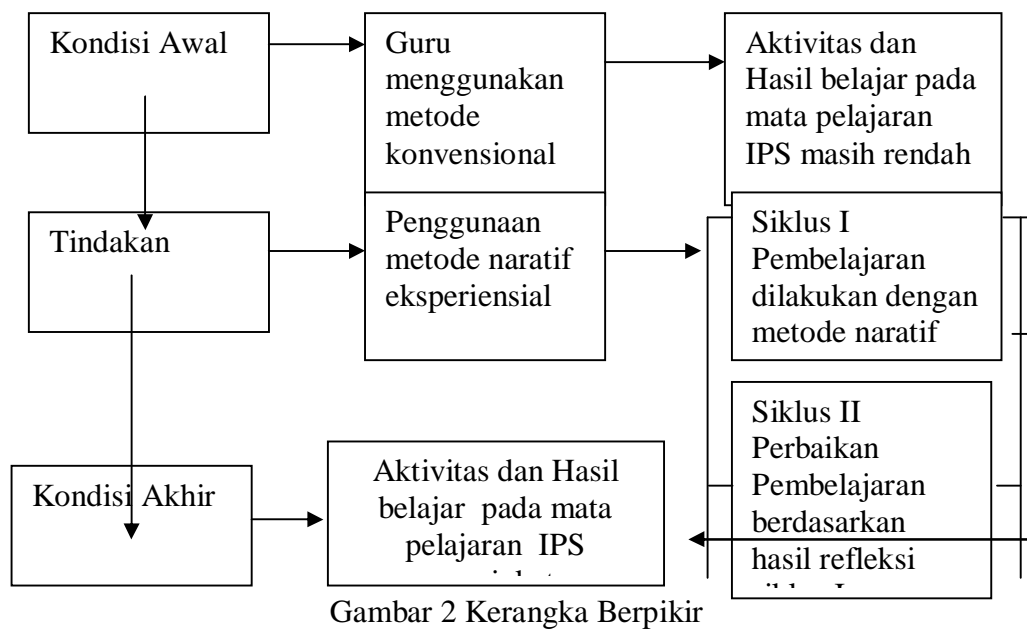 Kondisi Awal
Guru
menggunakan
metode
konvensional
Aktivitas dan
Hasil belajar pada
mata pelajaran
IPS masih rendah
Tindakan
Penggunaan
metode naratif
eksperiensial
Siklus I
Pembelajaran
dilakukan dengan
metode naratif
Siklus II
Perbaikan
Pembelajaran
berdasarkan
hasil refleksi
Kondisi Akhir
Aktivitas dan Hasil
belajar pada mata
pelajaran IPS
Gambar 2 Kerangka Berpikir